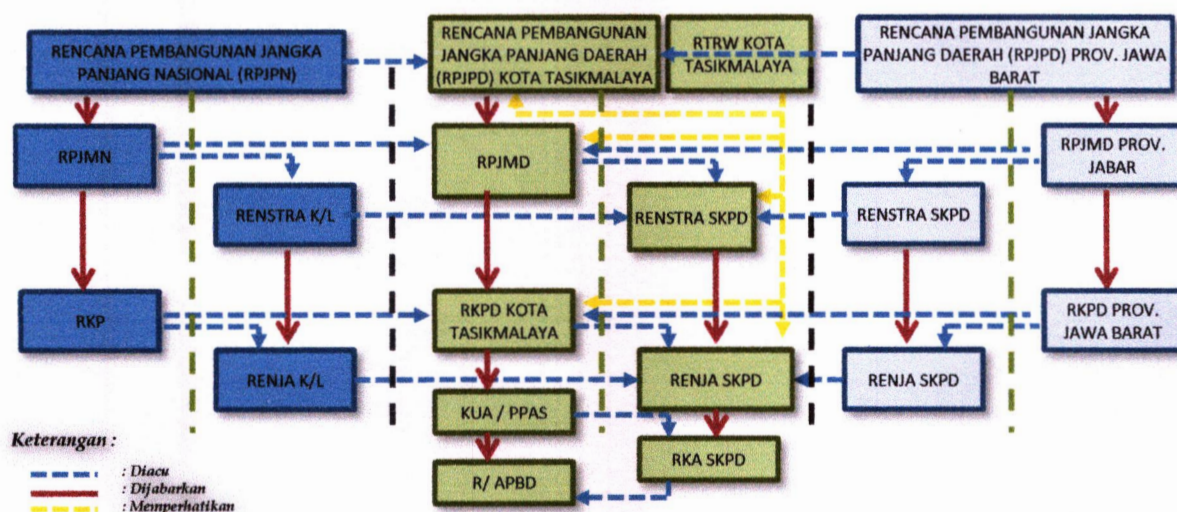 RENCANA PEMBANGUNAN JANGKA
PANJANG NASIONAL (RPJPN)
RENCANA PEMBANGUNAN
JANGKA PANJANG DAERAH
(RPJPD) KOTA TASIKMALAYA
RTRW KOTA
TASIKMALAYA
RENCANA PEMBANGUNAN JANGKA
PANJANG DAERAH (RPJPD) PROV. JAWA
BARAT
RPJMN
RPJMD
RPJMD PROV.
JABAR
RENSTRA K/L
RENSTRA SKPD
RENSTRA SKPD
RKP
RKPD KOTA
TASIKMALAYA
RKPD PROV.
JAWA BARAT
RENJA K/L
RENJA SKPD
RENJA SKPD
KUA / PPAS
RKA SKPD
R/ APBD
Keterangan :
: Diacu
: Dijabarkan
: Memperhatikan